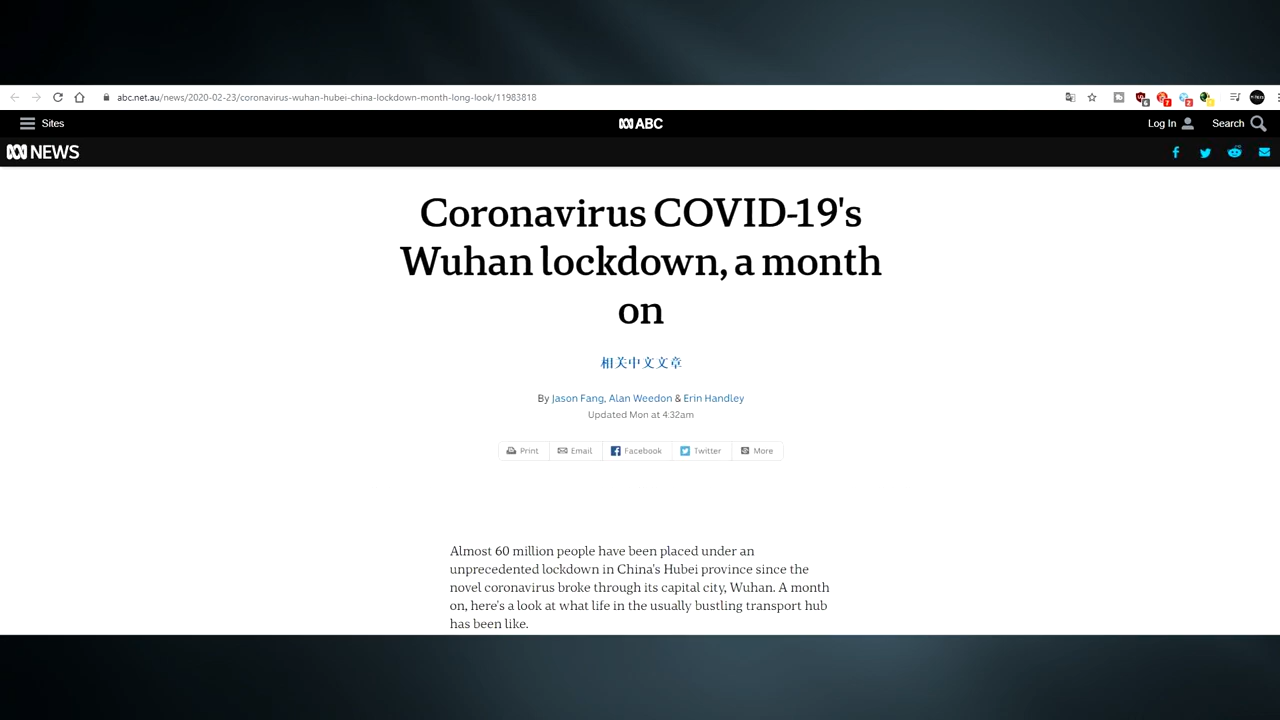 abc.net.au/news/2020-02-23/coronavirus-wuhan-hubei-china-lockdown-month-long-look/11983818
Sites
ABC
Log In
Search
NEWS
Coronavirus COVID-19's
Wuhan lockdown, a month
on
相关中文文章
By Jason Fang, Alan Weedon & Erin Handley
Updated Mon at 4:32am
Print Email Facebook Twitter More
Almost 60 million people have been placed under an
unprecedented lockdown in China's Hubei province since the
novel coronavirus broke through its capital city, Wuhan. A month
on, here's a look at what life in the usually bustling transport hub
has been like.